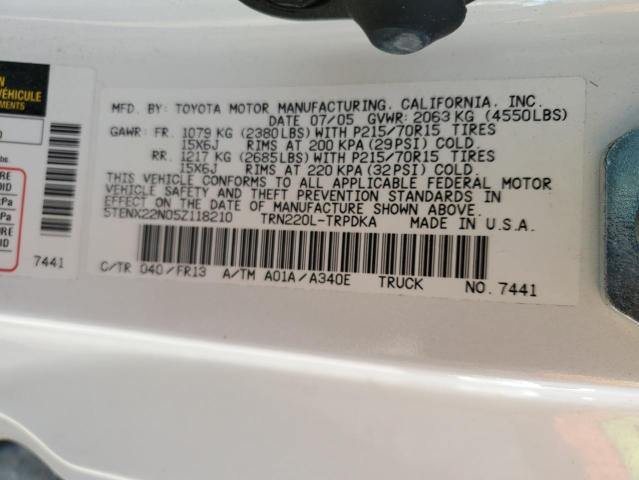 N
VEHICULE
EMENTS
7441
MFD. BY: TOYOTA MOTOR MANUFACTURING, CALIFORNIA, INC.
DATE 07/05 GVWR: 2063 KG (4550LBS)
GAWR: FR. 1079 KG (2380LBS) WITH P215/70R15 TIRES
15X6J RIMS AT 200 KPA (29PSI) COLD.
RR. 1217 KG (2685LBS) WITH P215/70R15 TIRES
15X6J RIMS AT 220 KPA (32PSI) COLD.
THIS VEHICLE CONFORMS TO ALL APPLICABLE FEDERAL MOTOR
VEHICLE SAFETY AND THEFT PREVENTION STANDARDS IN
EFFECT ON THE DATE OF MANUFACTURE SHOWN ABOVE.
5TENX22N05Z118210 TRN220L-TRPDKA MADE IN U.S.A.
C/TR 040/FR13 A/TM A01A/A340E TRUCK NO. 7441